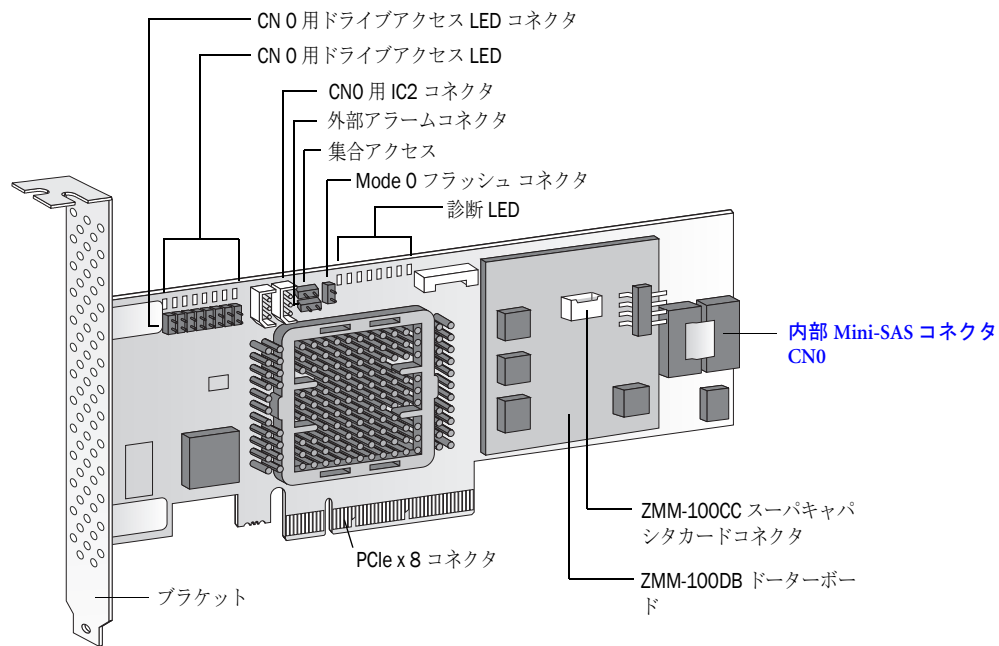 CN 0 用ドライブアクセス LED コネクタ
CN 0 用ドライブアクセス LED
CN0 用 IC2 コネクタ
外部アラームコネクタ
集合アクセス
Mode 0 フラッシュ コネクタ
診断 LED
内部 Mini-SAS コネクタ
CN0
ZMM-100CC スーパキャパ
シタカードコネクタ
PCIe x 8 コネクタ
ZMM-100DB ドーターボー
ド
ブラケット